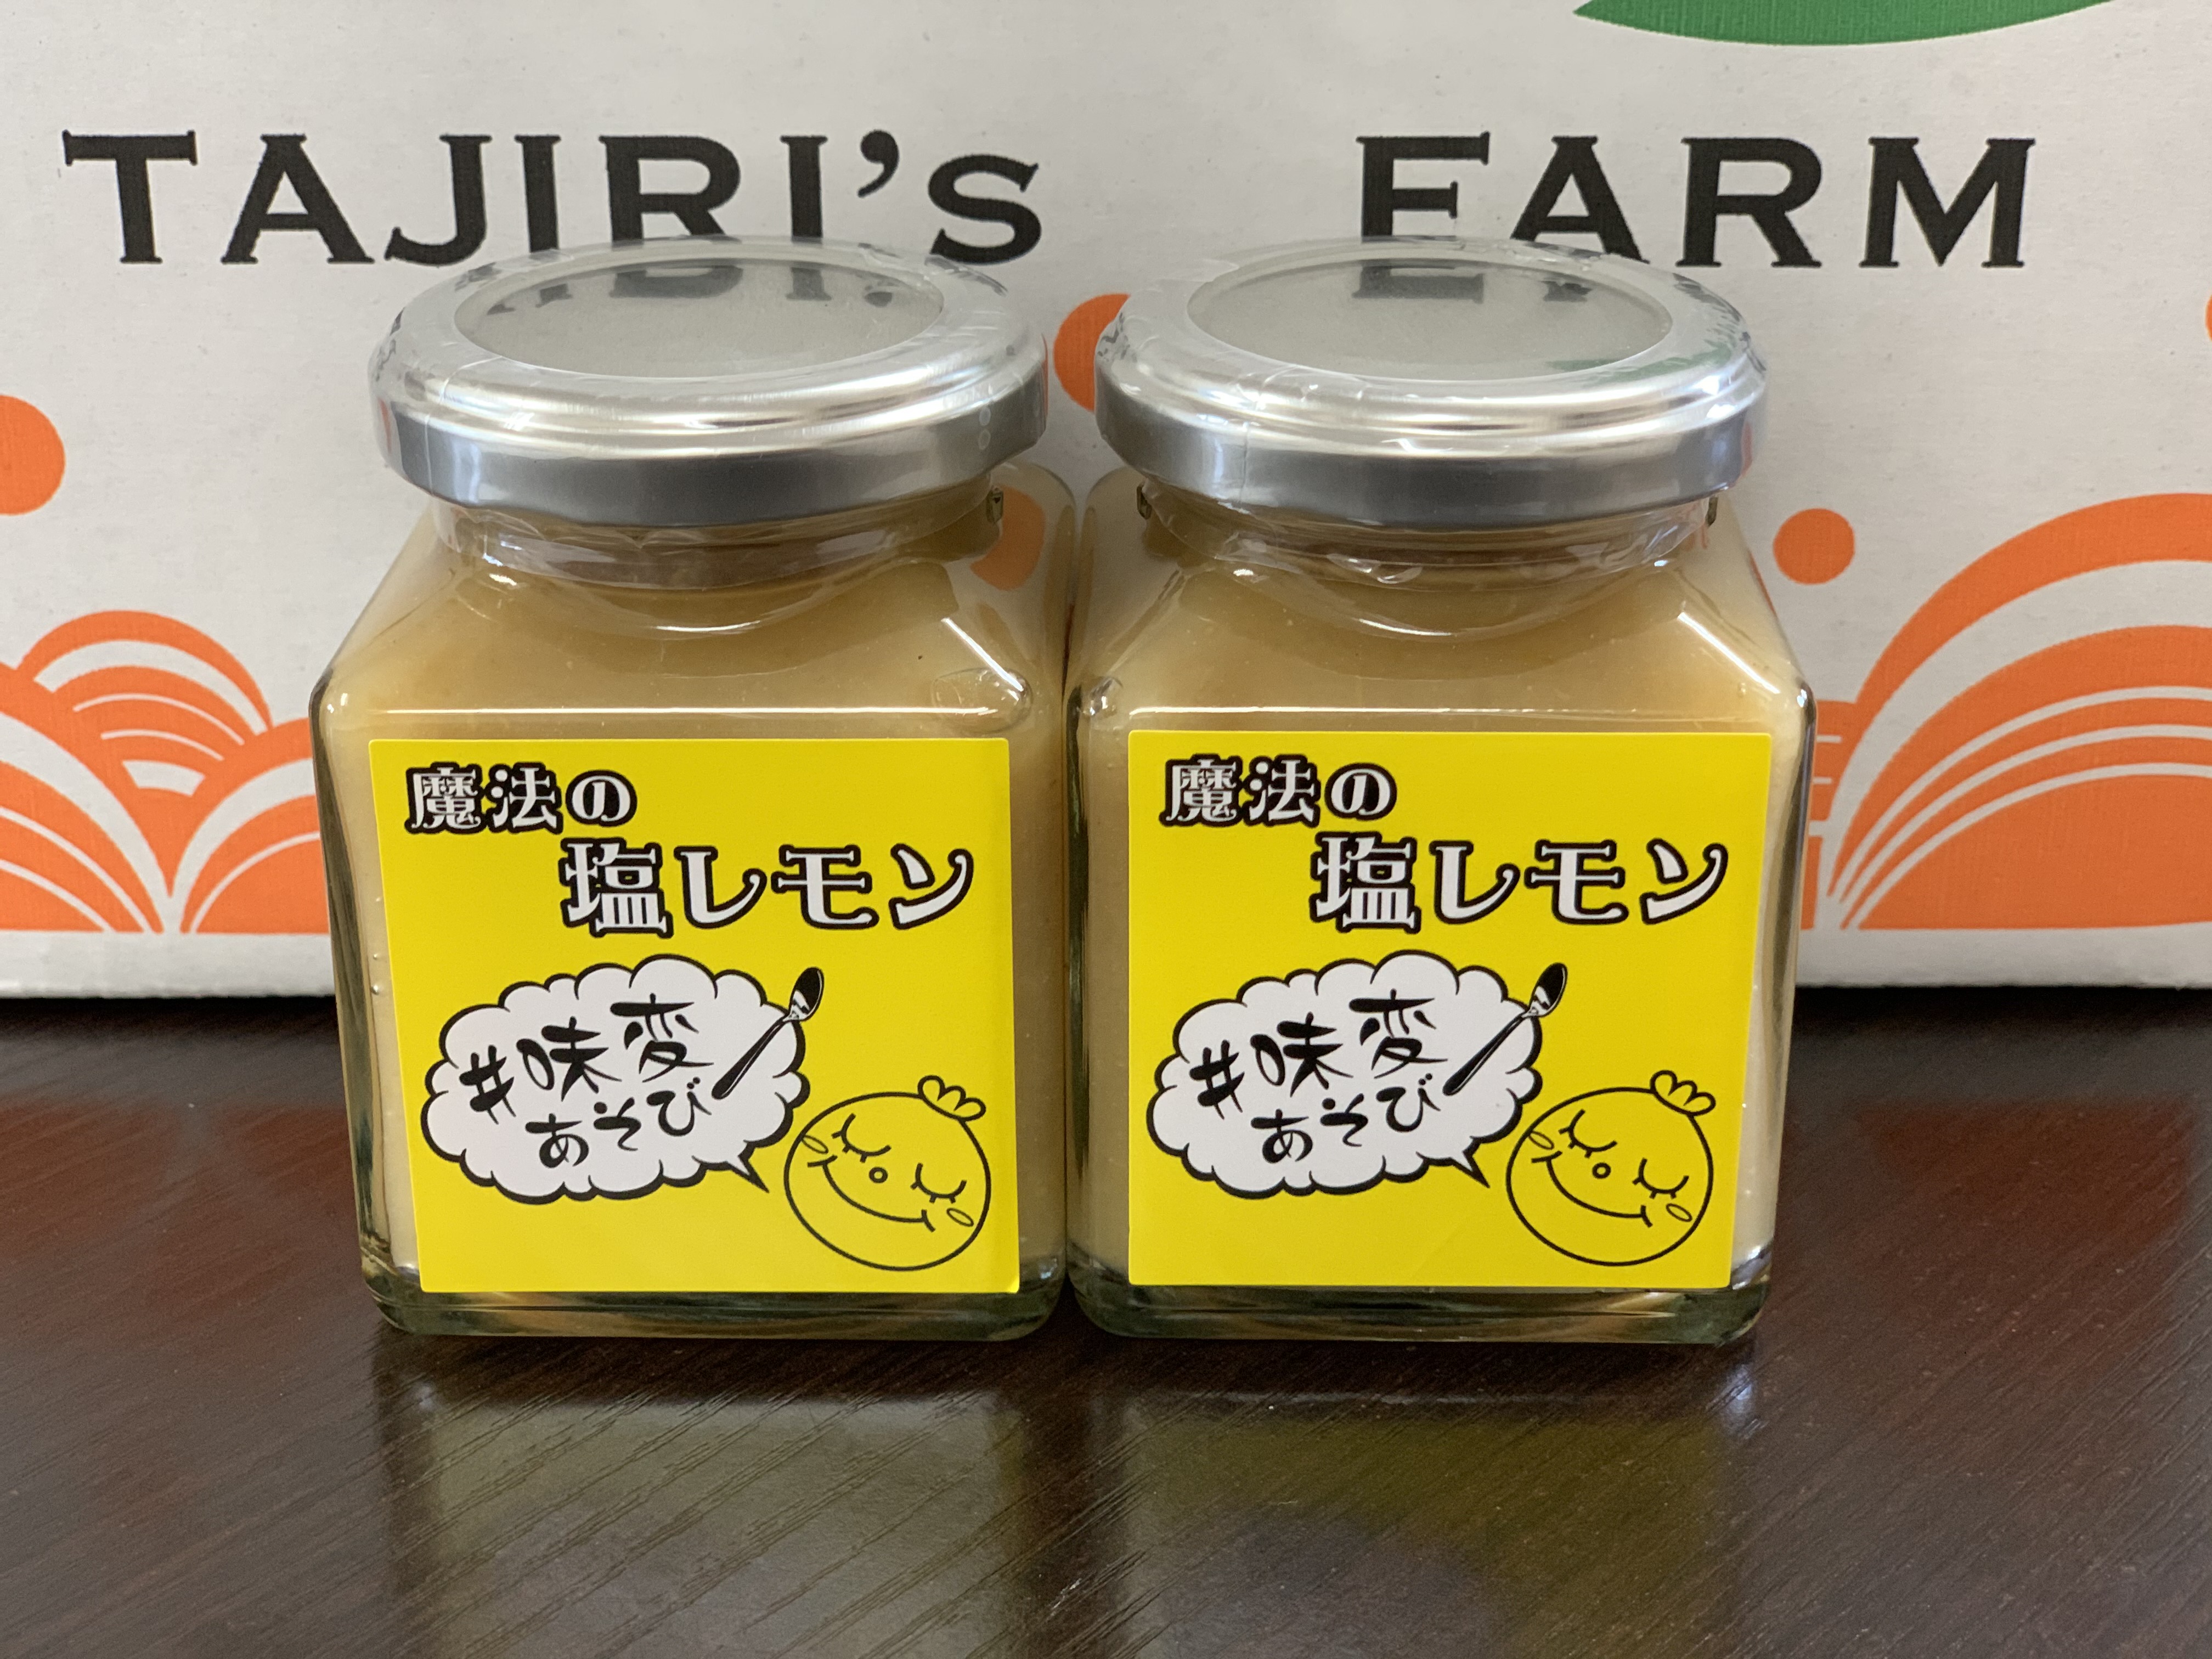 TAJIRI's FARM
魔法の
塩レモン
#味変
あそび
魔法の
塩レモン
#味変
あそび